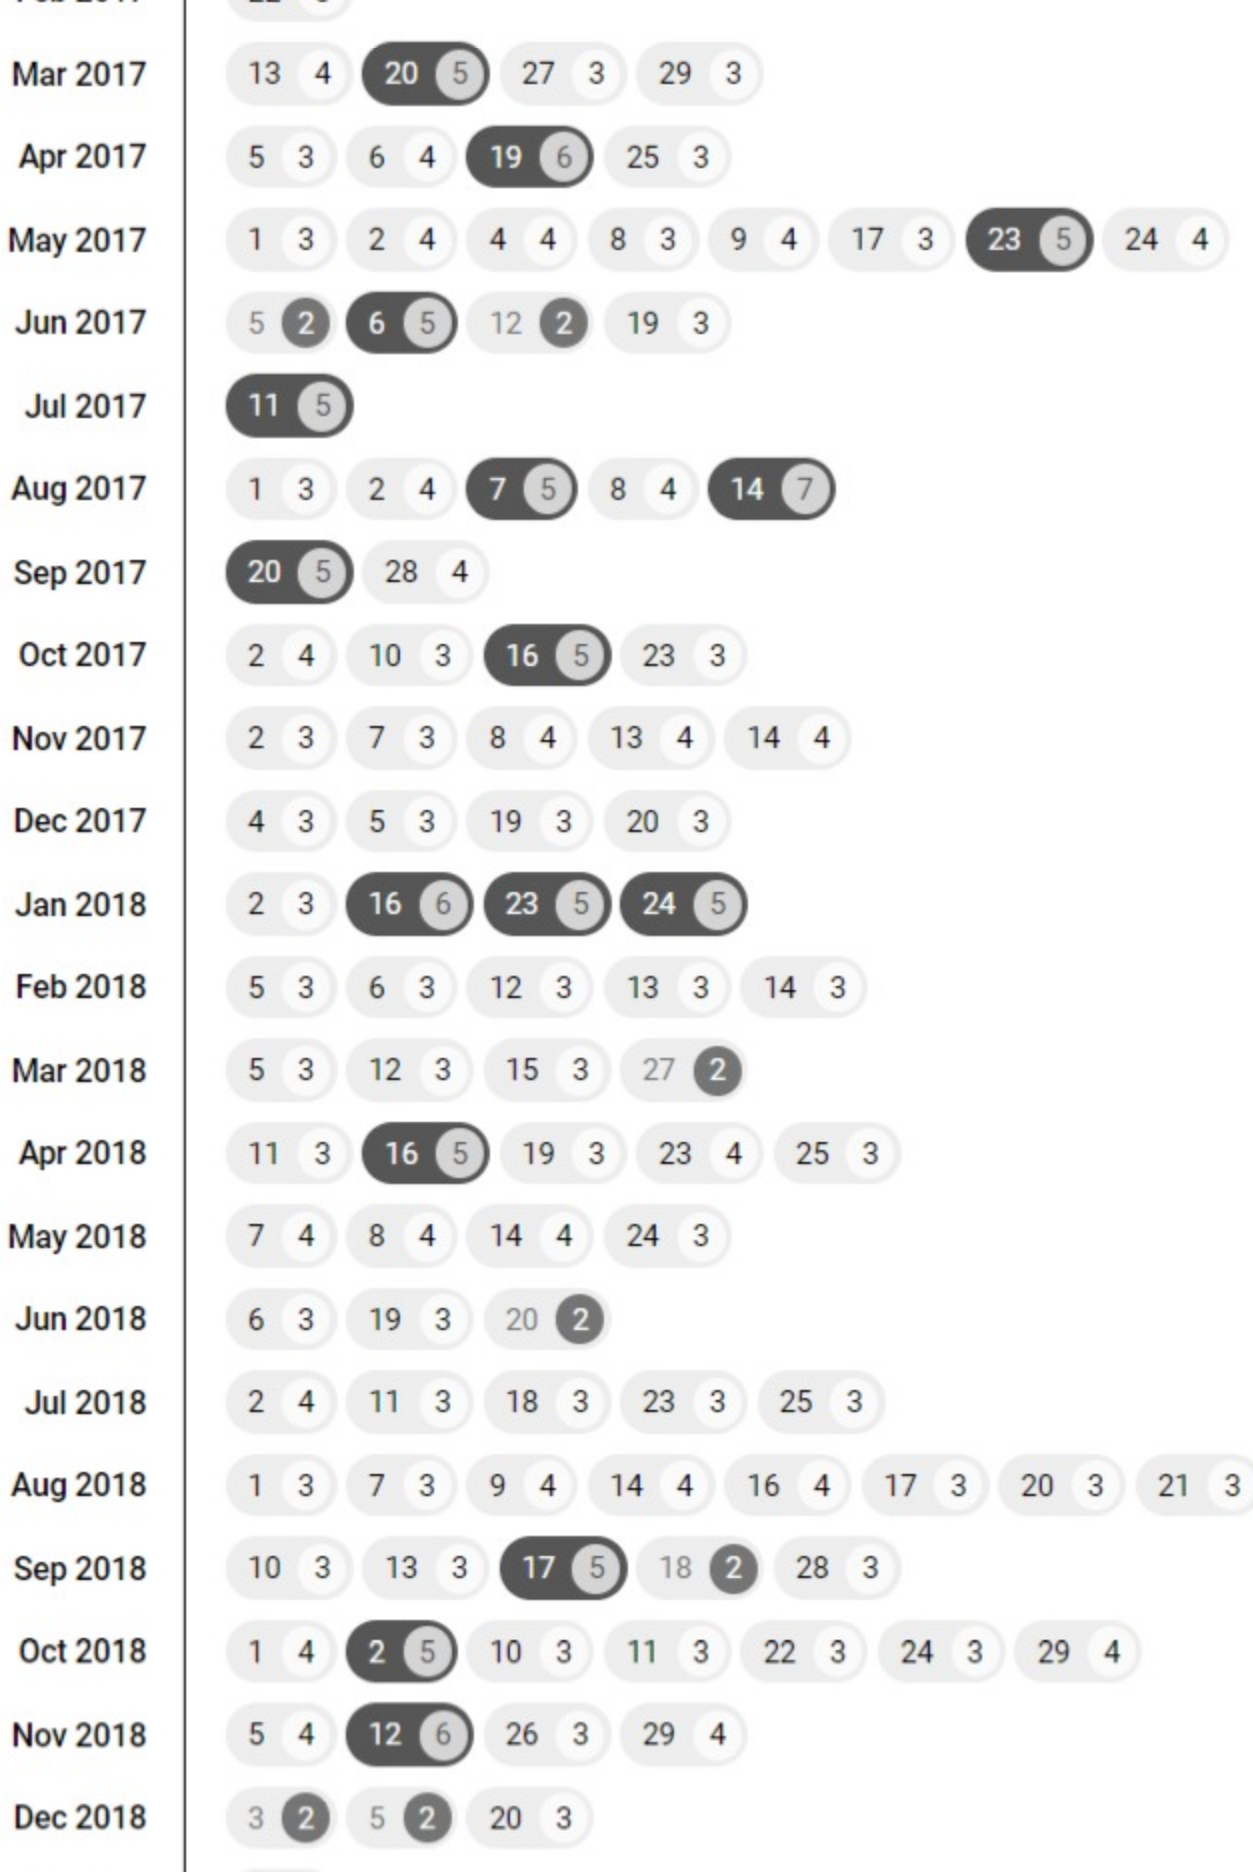 Feb 2017 22 3
Mar 2017 13 4 20 5 27 3 29 3
Apr 2017 5 3 6 4 19 6 25 3
May 2017 1 3 2 4 4 4 8 3 9 4 17 3 23 5 24 4
Jun 2017 5 2 6 5 12 2 19 3
Jul 2017 11 5
Aug 2017 1 3 2 4 7 5 8 4 14 7
Sep 2017 20 5 28 4
Oct 2017 2 4 10 3 16 5 23 3
Nov 2017 2 3 7 3 8 4 13 4 14 4
Dec 2017 4 3 5 3 19 3 20 3
Jan 2018 2 3 16 6 23 5 24 5
Feb 2018 5 3 6 3 12 3 13 3 14 3
Mar 2018 5 3 12 3 15 3 27 2
Apr 2018 11 3 16 5 19 3 23 4 25 3
May 2018 7 4 8 4 14 4 24 3
Jun 2018 6 3 19 3 20 2
Jul 2018 2 4 11 3 18 3 23 3 25 3
Aug 2018 1 3 7 3 9 4 14 4 16 4 17 3 20 3 21 3
Sep 2018 10 3 13 3 17 5 18 2 28 3
Oct 2018 1 4 2 5 10 3 11 3 22 3 24 3 29 4
Nov 2018 5 4 12 6 26 3 29 4
Dec 2018 3 2 5 2 20 3